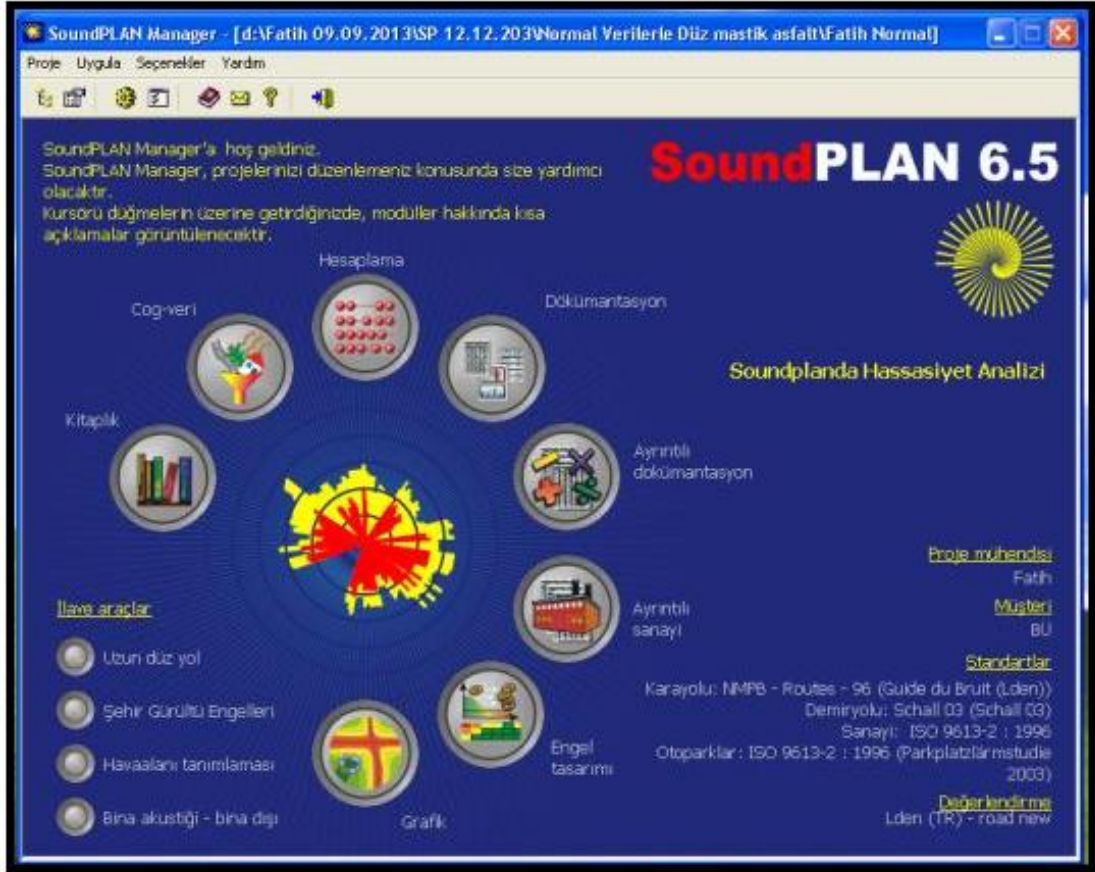 SoundPLAN Manager - [d:\Fatih 09.09.2013\SP 12.12.203\Normal Verilerle Düz mastik asfalt\Fatih Normal]
Proje Uygula Seçenekler Yardım
SoundPLAN Manager'a hoş geldiniz.
SoundPLAN Manager, projelerinizi düzenlemeniz konusunda size yardımcı
olacaktır.
Kursörü düğmelerin üzerine getirdiğinizde, modüller hakkında kısa
açıklamalar görüntülenecektir.
SoundPLAN 6.5
Hesaplama
Cog-veri
Dökümantasyon
Soundplanda Hassasiyet Analizi
Kitaplık
Ayrıntılı
dokümantasyon
Ayrıntılı
sanayi
Engel
tasarımı
Grafik
İlave araçlar
Uzun düz yol
Şehir Gürültü Engelleri
Havaalanı tanımlaması
Bina akustiği - bina dışı
Proje mühendisi
Fatih
Müşteri
BU
Standartlar
Karayolu: NMPB - Routes - 96 (Guide du Bruit (Lden))
Demiryolu: Schall 03 (Schall 03)
Sanayi: ISO 9613-2 : 1996
Otoparklar: ISO 9613-2 : 1996 (Parkplatzlärmstudie
2003)
Değerlendirme
Lden (TR) - road new